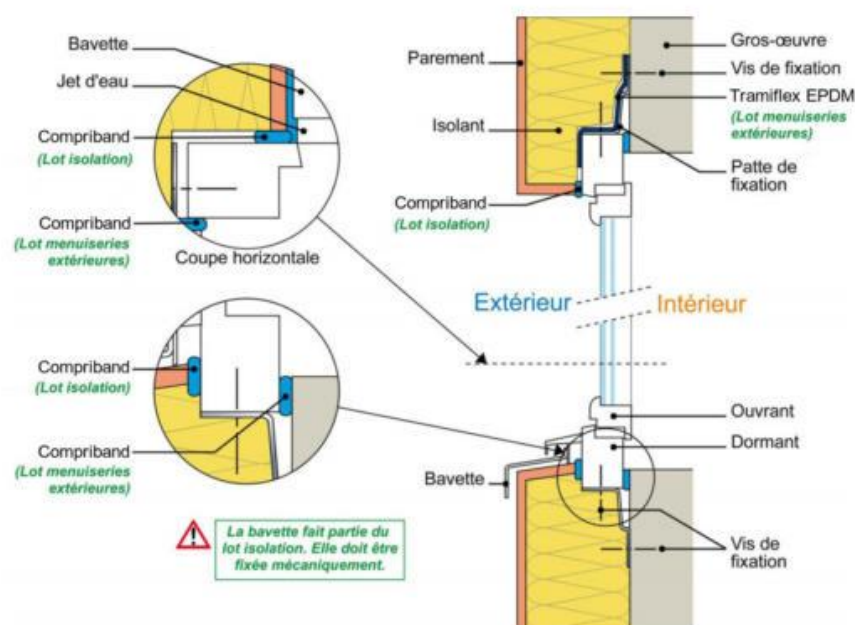 Bavette
Jet d'eau
Compriband
(Lot isolation)
Compriband
(Lot menuiseries
extérieures)
Coupe horizontale
Parement
Isolant
Compriband
(Lot isolation)
Gros-œuvre
Vis de fixation
Tramiflex EPDM
(Lot menuiseries
extérieures)
Patte de
fixation
Extérieur
Intérieur
Compriband
(Lot isolation)
Compriband
(Lot menuiseries
extérieures)
Bavette
Ouvrant
Dormant
Vis de
fixation
La bavette fait partie du
lot isolation. Elle doit être
fixée mécaniquement.